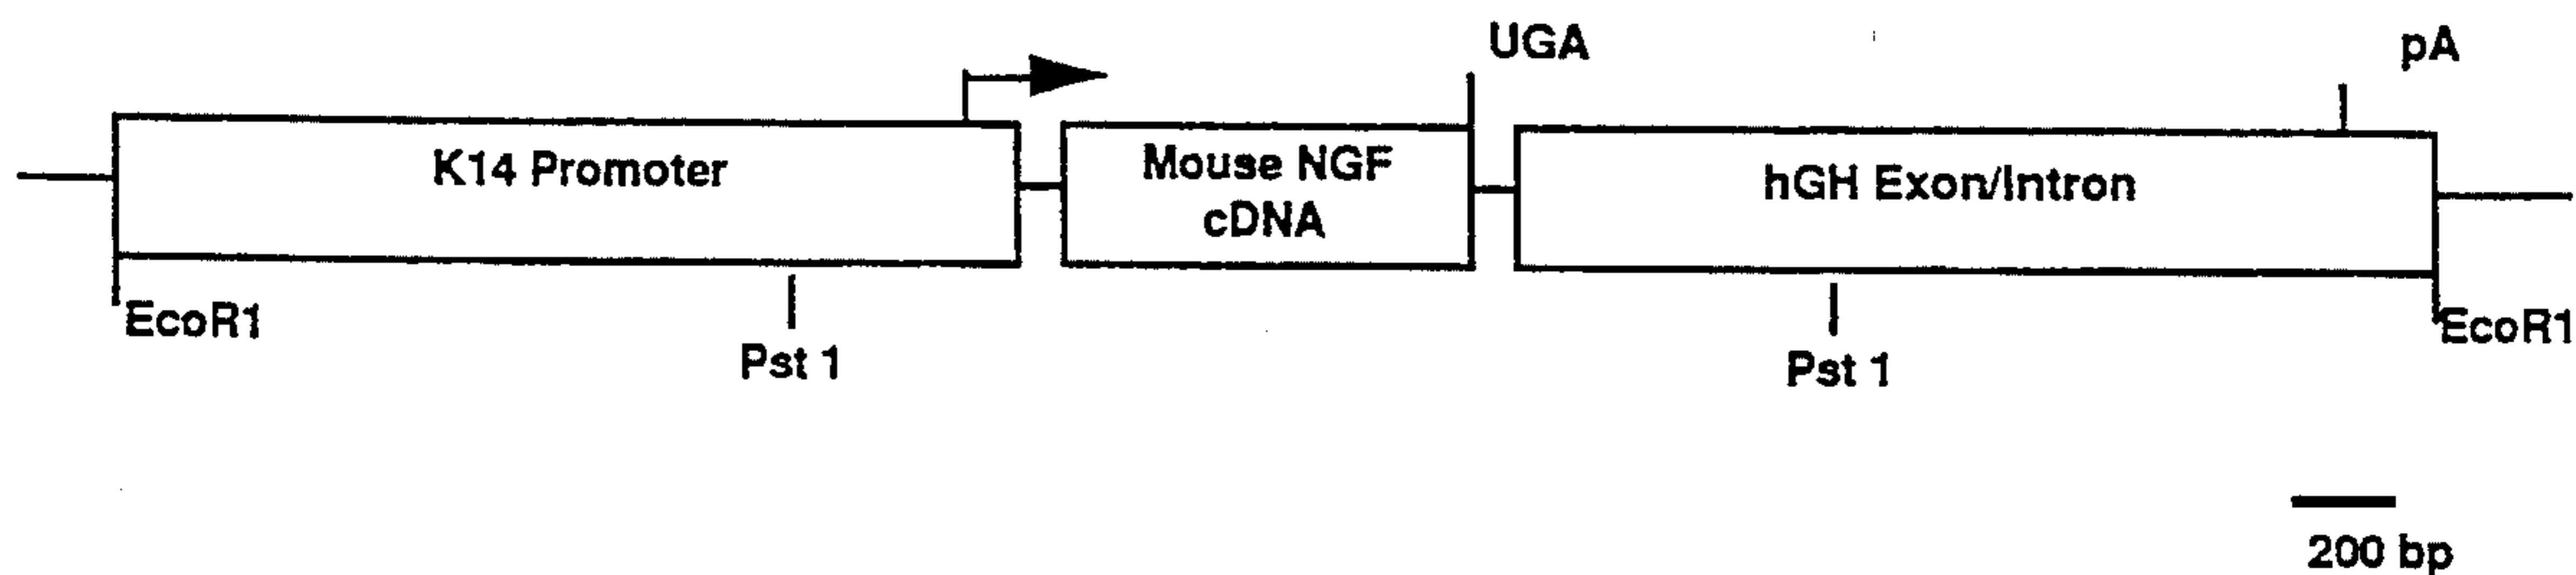 UGA
pA
K14 Promoter
Mouse NGF
cDNA
hGH Exon/Intron
EcoR1
Pst 1
Pst 1
EcoR1
200 bp